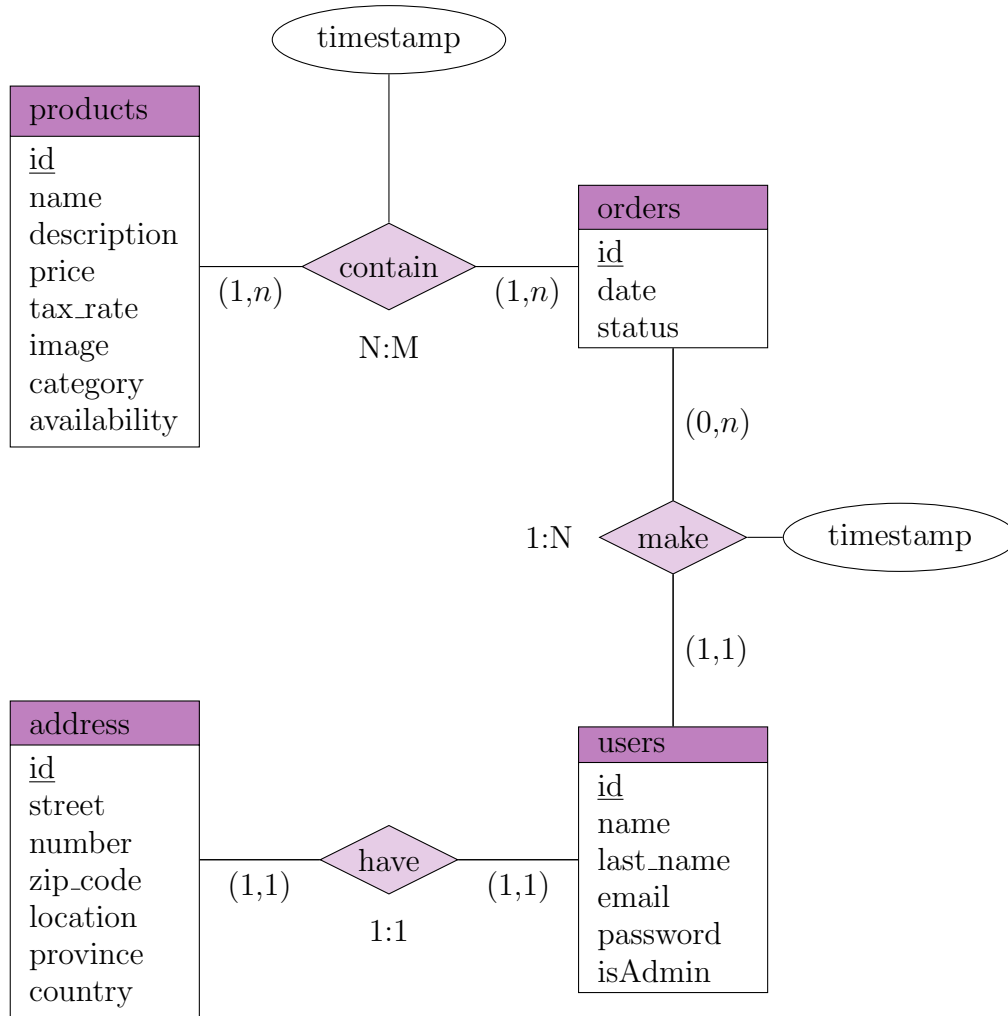 timestamp
products
id
name
description
price
tax_rate
image
category
availability
contain
(1,n)
(1,n)
N:M
orders
id
date
status
(0,n)
1:N
make
timestamp
(1,1)
address
id
street
number
zip_code
location
province
country
have
(1,1)
(1,1)
1:1
users
id
name
last_name
email
password
isAdmin